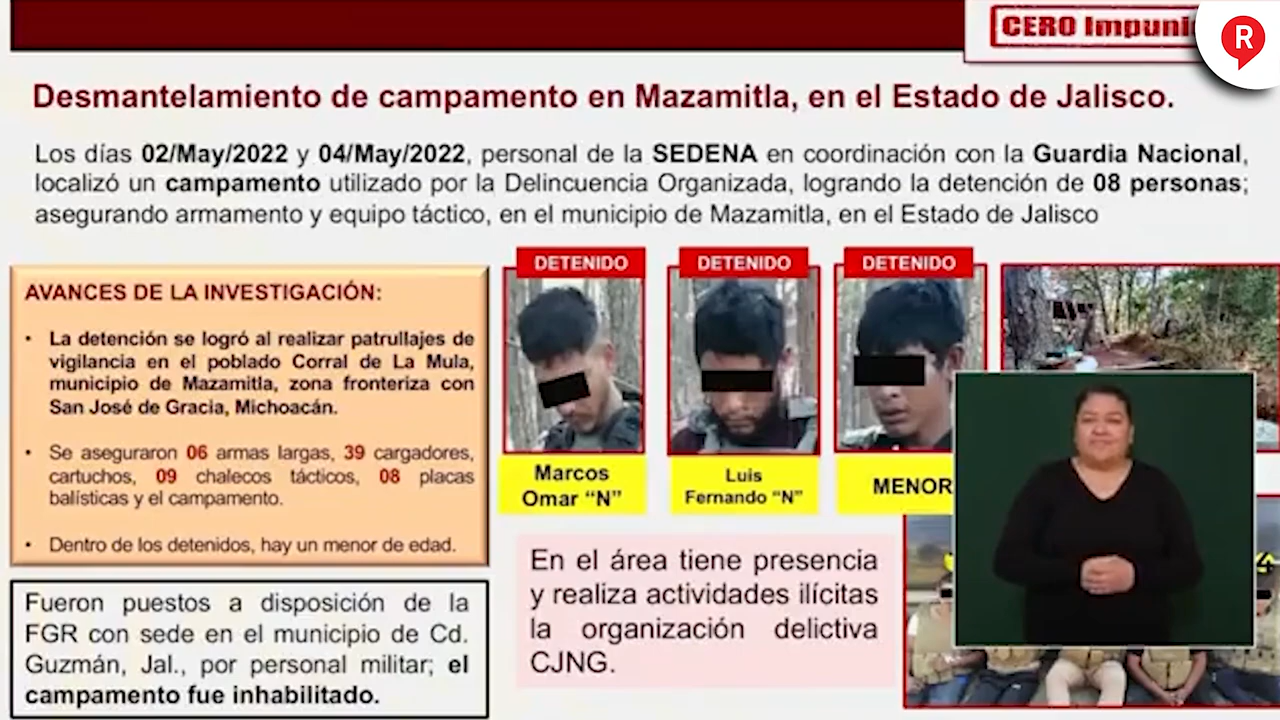 CERO Impuni
R
Desmantelamiento de campamento en Mazamitla, en el Estado de Jalisco.
Los días 02/May/2022 y 04/May/2022, personal de la SEDENA en coordinación con la Guardia Nacional,
localizó un campamento utilizado por la Delincuencia Organizada, logrando la detención de 08 personas;
asegurando armamento y equipo táctico, en el municipio de Mazamitla, en el Estado de Jalisco
AVANCES DE LA INVESTIGACIÓN:
• La detención se logró al realizar patrullajes de
vigilancia en el poblado Corral de La Mula,
municipio de Mazamitla, zona fronteriza con
San José de Gracia, Michoacán.
• Se aseguraron 06 armas largas, 39 cargadores,
cartuchos, 09 chalecos tácticos, 08 placas
balísticas y el campamento.
• Dentro de los detenidos, hay un menor de edad.
Fueron puestos a disposición de la
FGR con sede en el municipio de Cd.
Guzmán, Jal., por personal militar; el
campamento fue inhabilitado.
DETENIDO
DETENIDO
DETENIDO
Marcos
Omar “N”
Luis
Fernando “N”
MENOR
En el área tiene presencia
y realiza actividades ilícitas
la organización delictiva
CJNG.